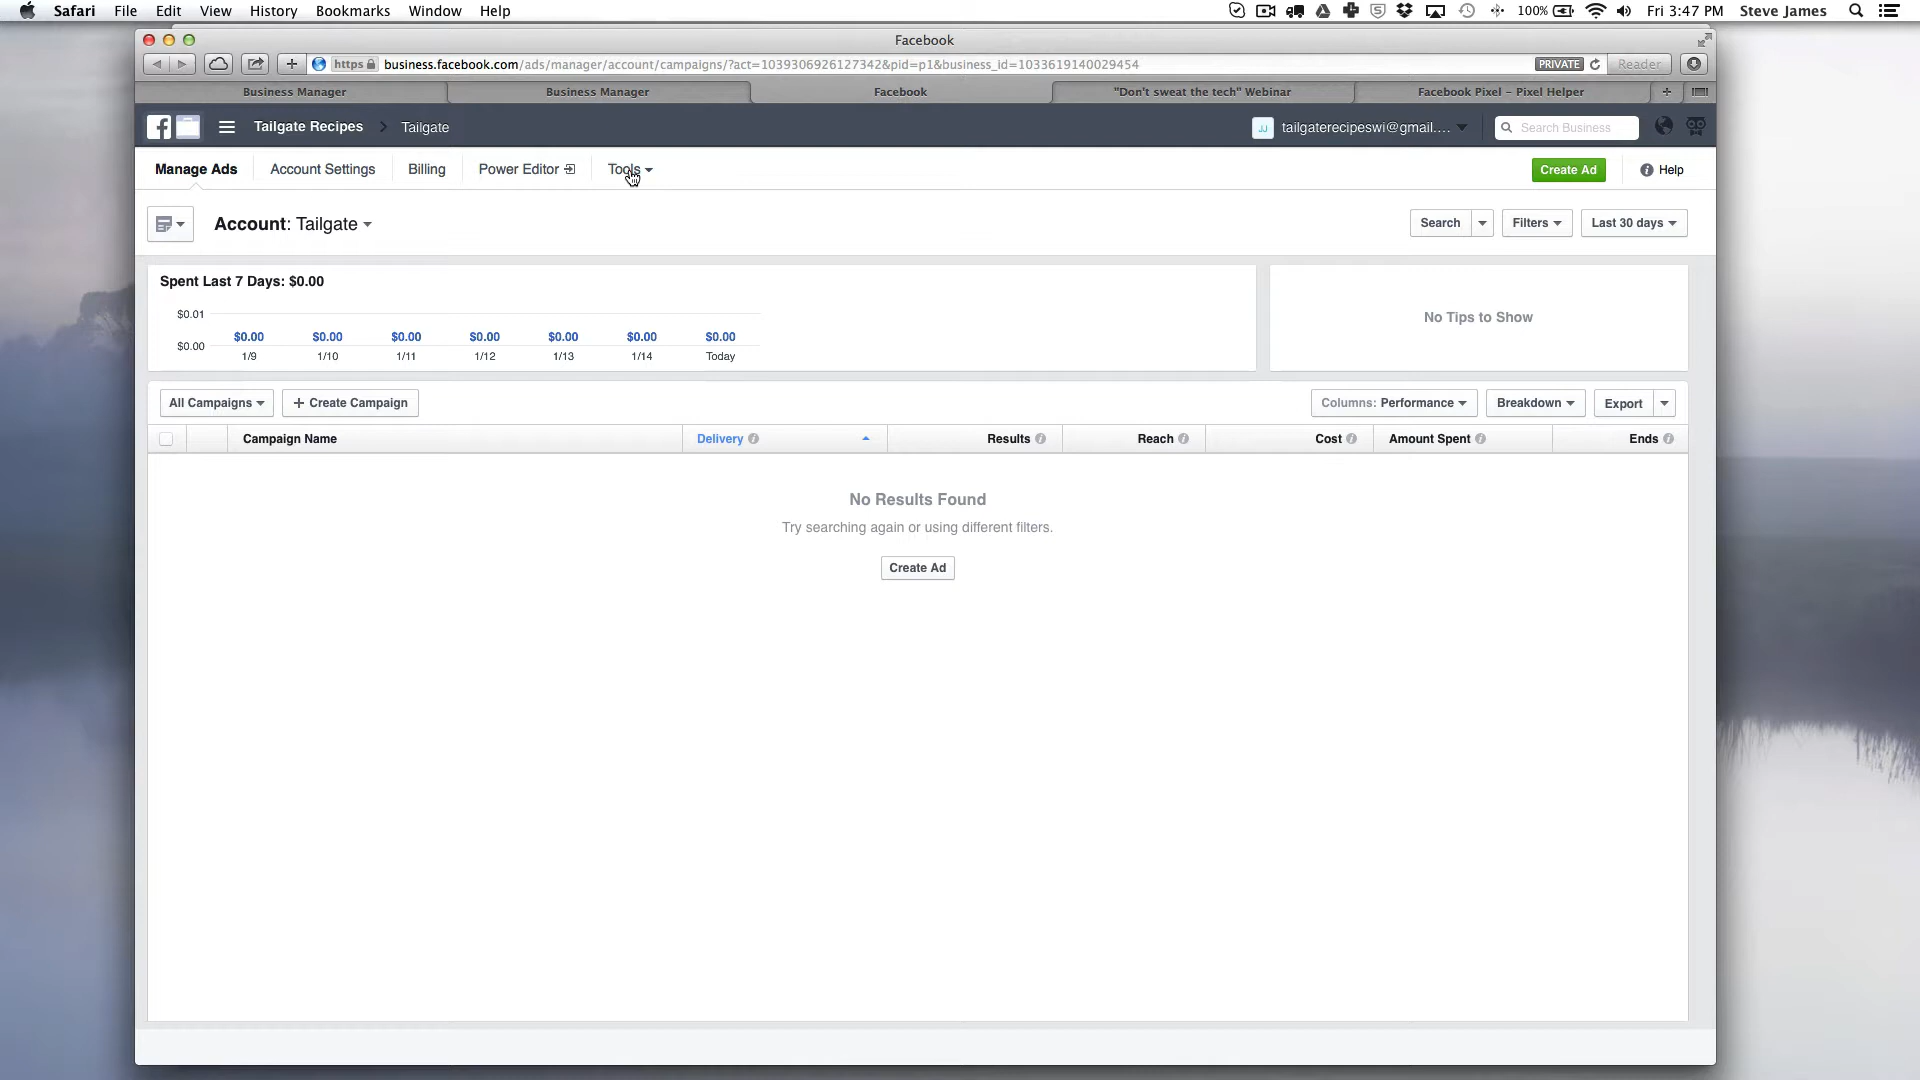 Safari File Edit View History Bookmarks Window Help 100% Fri 3:47 PM Steve James
Facebook
https business.facebook.com/ads/manager/account/campaigns/?act=1039306926127342&pid=p1&business_id=1033619140029454 PRIVATE Reader
Business Manager Business Manager Facebook "Don't sweat the tech" Webinar Facebook Pixel – Pixel Helper
Tailgate Recipes > Tailgate JJ tailgaterecipeswi@gmail.... Search Business
Manage Ads Account Settings Billing Power Editor Tools Create Ad Help
Account: Tailgate Search Filters Last 30 days
Spent Last 7 Days: $0.00
$0.01
$0.00 $0.00 $0.00 $0.00 $0.00 $0.00 $0.00
$0.00
1/9 1/10 1/11 1/12 1/13 1/14 Today
No Tips to Show
All Campaigns + Create Campaign Columns: Performance Breakdown Export
Campaign Name Delivery Results Reach Cost Amount Spent Ends
No Results Found
Try searching again or using different filters.
Create Ad